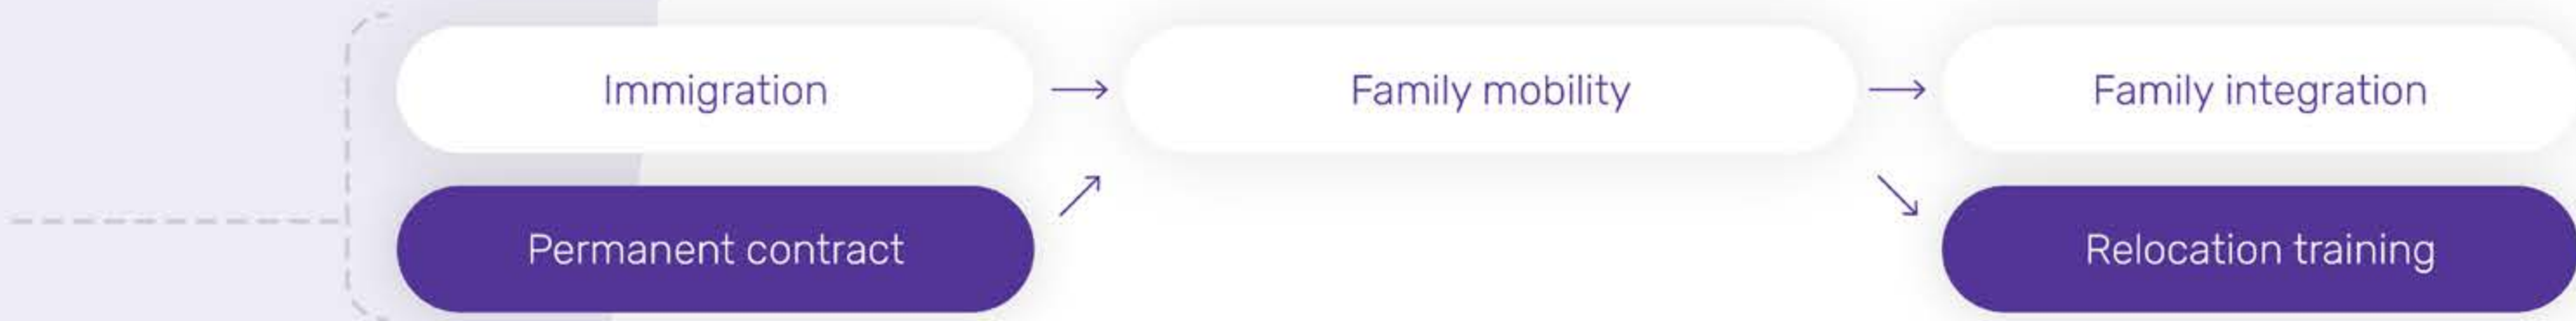 Immigration
Family mobility
Family integration
Permanent contract
Relocation training